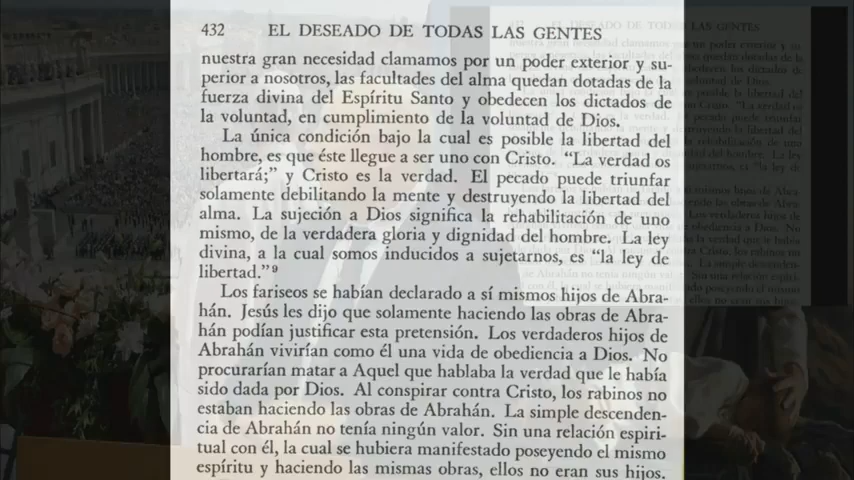 432 EL DESEADO DE TODAS LAS GENTES
nuestra gran necesidad clamamos por un poder exterior y su-
perior a nosotros, las facultades del alma quedan dotadas de la
fuerza divina del Espíritu Santo y obedecen los dictados de
la voluntad, en cumplimiento de la voluntad de Dios.
La única condición bajo la cual es posible la libertad del
hombre, es que éste llegue a ser uno con Cristo. “La verdad os
libertará;” y Cristo es la verdad. El pecado puede triunfar
solamente debilitando la mente y destruyendo la libertad del
alma. La sujeción a Dios significa la rehabilitación de uno
mismo, de la verdadera gloria y dignidad del hombre. La ley
divina, a la cual somos inducidos a sujetarnos, es “la ley de
libertad.”⁹
Los fariseos se habían declarado a sí mismos hijos de Abra-
hán. Jesús les dijo que solamente haciendo las obras de Abra-
hán podían justificar esta pretensión. Los verdaderos hijos de
Abrahán vivirían como él una vida de obediencia a Dios. No
procurarían matar a Aquel que hablaba la verdad que le había
sido dada por Dios. Al conspirar contra Cristo, los rabinos no
estaban haciendo las obras de Abrahán. La simple descenden-
cia de Abrahán no tenía ningún valor. Sin una relación espiri-
tual con él, la cual se hubiera manifestado poseyendo el mismo
espíritu y haciendo las mismas obras, ellos no eran sus hijos.